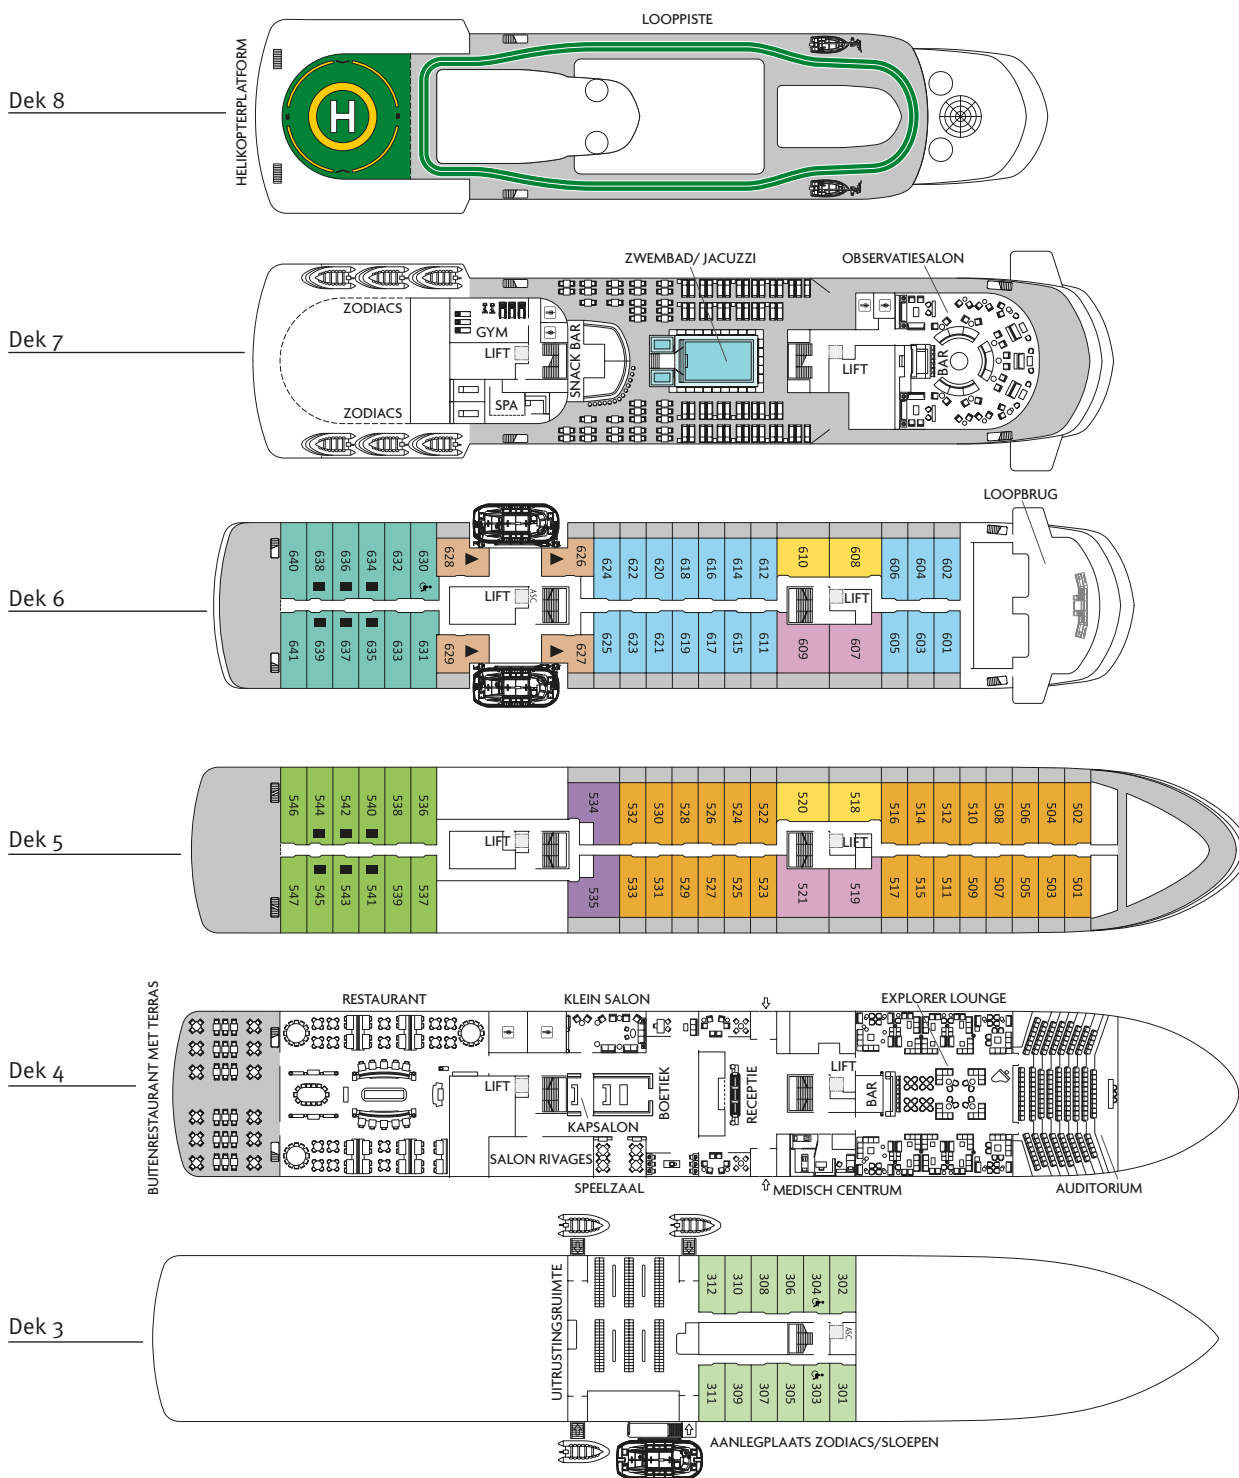 LOOPPISTE
Dek 8
HELIKOPTERPLATFORM
H
ZWEMBAD/ JACUZZI
OBSERVATIESALON
ZODIACS
GYM
LIFT
SNACK BAR
Dek 7
LIFT
BAR
SPA
ZODIACS
LOOPBRUG
640 638 636 634 632 630 628 626 624 622 620 618 616 614 612 610 608 606 604 602
Dek 6
LIFT ASC LIFT
641 639 637 635 633 631 629 627 625 623 621 619 617 615 611 609 607 605 603 601
546 544 542 540 538 536 534 532 530 528 526 524 522 520 518 516 514 512 510 508 506 504 502
Dek 5
LIFT LIFT
547 545 543 541 539 537 535 533 531 529 527 525 523 521 519 517 515 511 509 507 505 503 501
RESTAURANT
KLEIN SALON
EXPLORER LOUNGE
BUITENRESTAURANT MET TERRAS
Dek 4
LIFT
BOETIEK
RECEPTIE
LIFT
BAR
KAPSALON
SALON RIVAGES
SPEELZAAL
MEDISCH CENTRUM
AUDITORIUM
312 310 308 306 304 302
Dek 3
UITRUSTINGSRUIMTE
ASC
311 309 307 305 303 301
AANLEGPLAATS ZODIACS/SLOEPEN